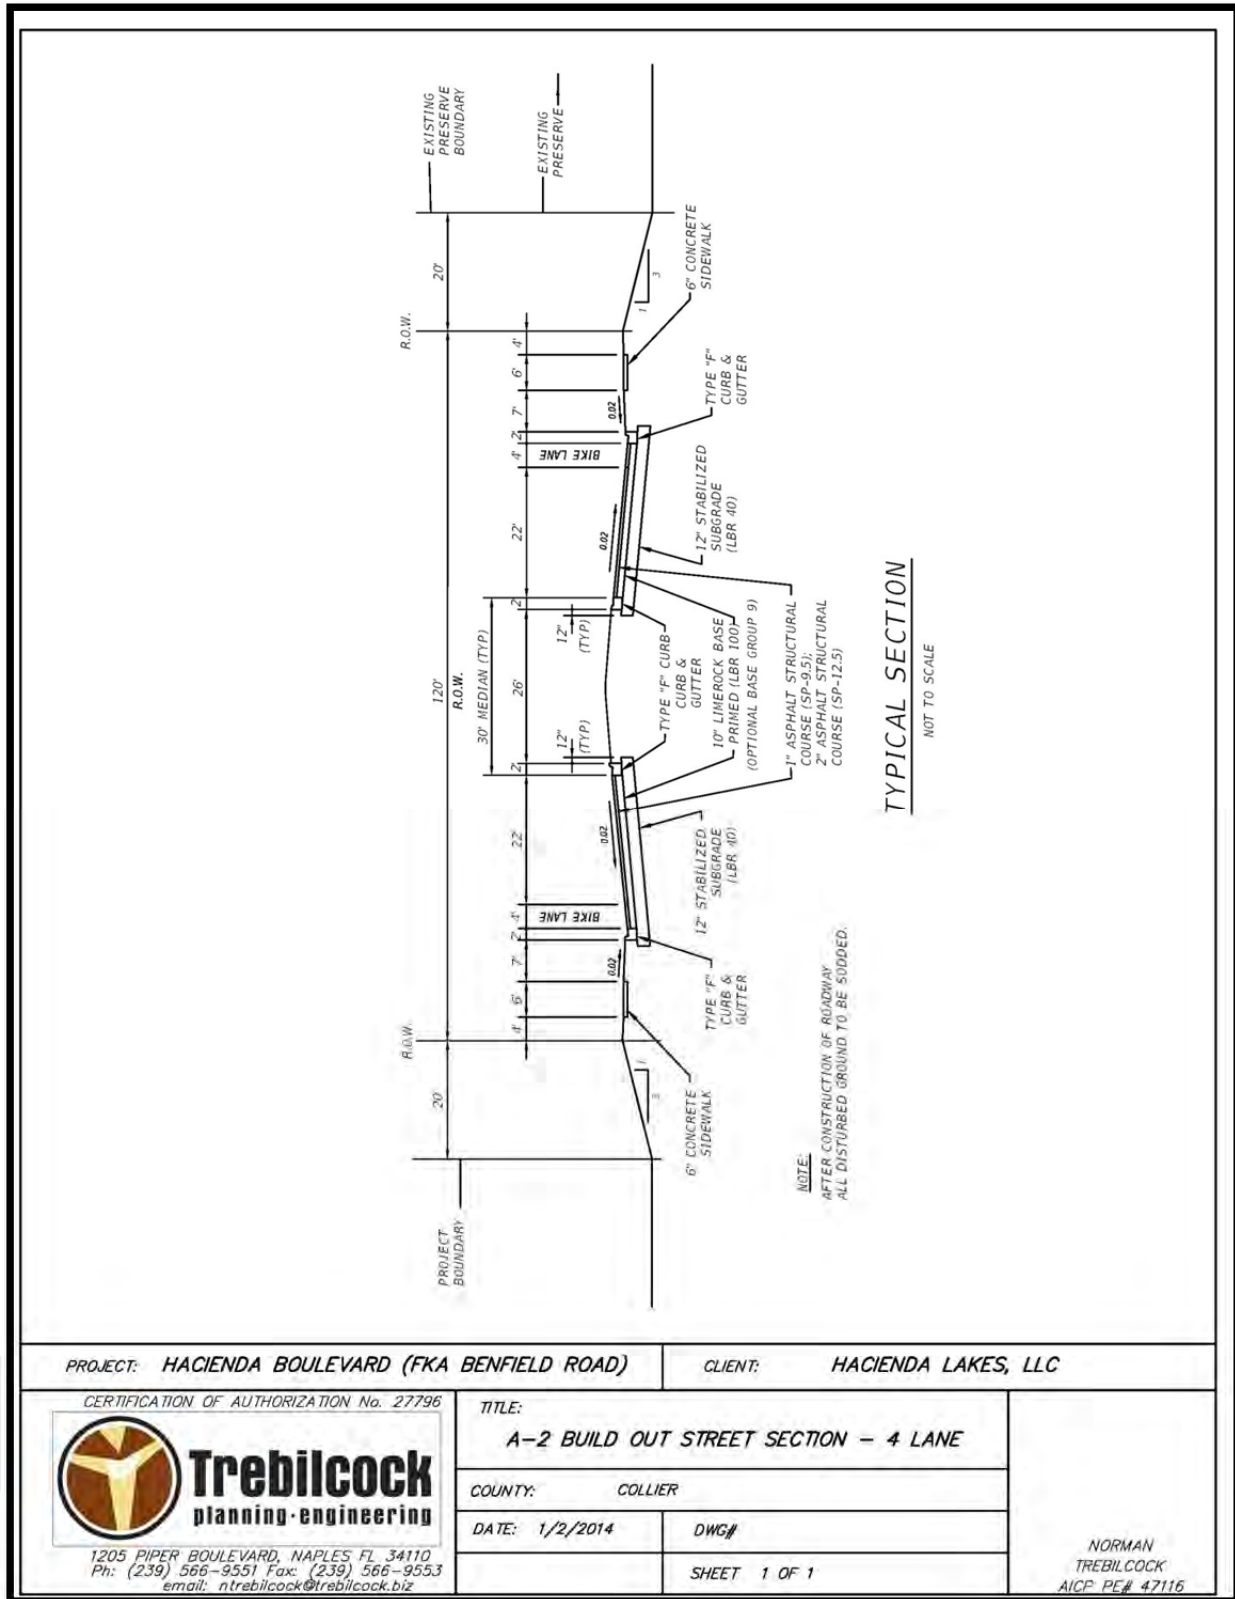 EXISTING
PRESERVE
BOUNDARY
EXISTING
PRESERVE
R.O.W.
20'
4'
6'
7'
2'
4'
BIKE LANE
22'
2'
120'
R.O.W.
30' MEDIAN (TYP)
26'
12"
(TYP)
12"
(TYP)
2'
22'
4'
BIKE LANE
2'
7'
6'
4'
R.O.W.
20'
PROJECT
BOUNDARY
0.02
0.02
0.02
0.02
1
3
1
3
6" CONCRETE
SIDEWALK
TYPE "F"
CURB &
GUTTER
12" STABILIZED
SUBGRADE
(LBR 40)
TYPE "F" CURB
CURB &
GUTTER
10" LIMEROCK BASE
PRIMED (LBR 100)
(OPTIONAL BASE GROUP 9)
1" ASPHALT STRUCTURAL
COURSE (SP-9.5);
2" ASPHALT STRUCTURAL
COURSE (SP-12.5)
12" STABILIZED
SUBGRADE
(LBR 40)
TYPE "F"
CURB &
GUTTER
6" CONCRETE
SIDEWALK
TYPICAL SECTION
NOT TO SCALE
NOTE:
AFTER CONSTRUCTION OF ROADWAY
ALL DISTURBED GROUND TO BE SODDED.
PROJECT: HACIENDA BOULEVARD (FKA BENFIELD ROAD)
CLIENT: HACIENDA LAKES, LLC
CERTIFICATION OF AUTHORIZATION No. 27796
Trebilcock
planning·engineering
1205 PIPER BOULEVARD, NAPLES FL 34110
Ph: (239) 566-9551 Fax: (239) 566-9553
email: ntrebilcock@trebilcock.biz
TITLE:
A-2 BUILD OUT STREET SECTION - 4 LANE
COUNTY: COLLIER
DATE: 1/2/2014
DWG#
SHEET 1 OF 1
NORMAN
TREBILCOCK
AICP PE# 47116